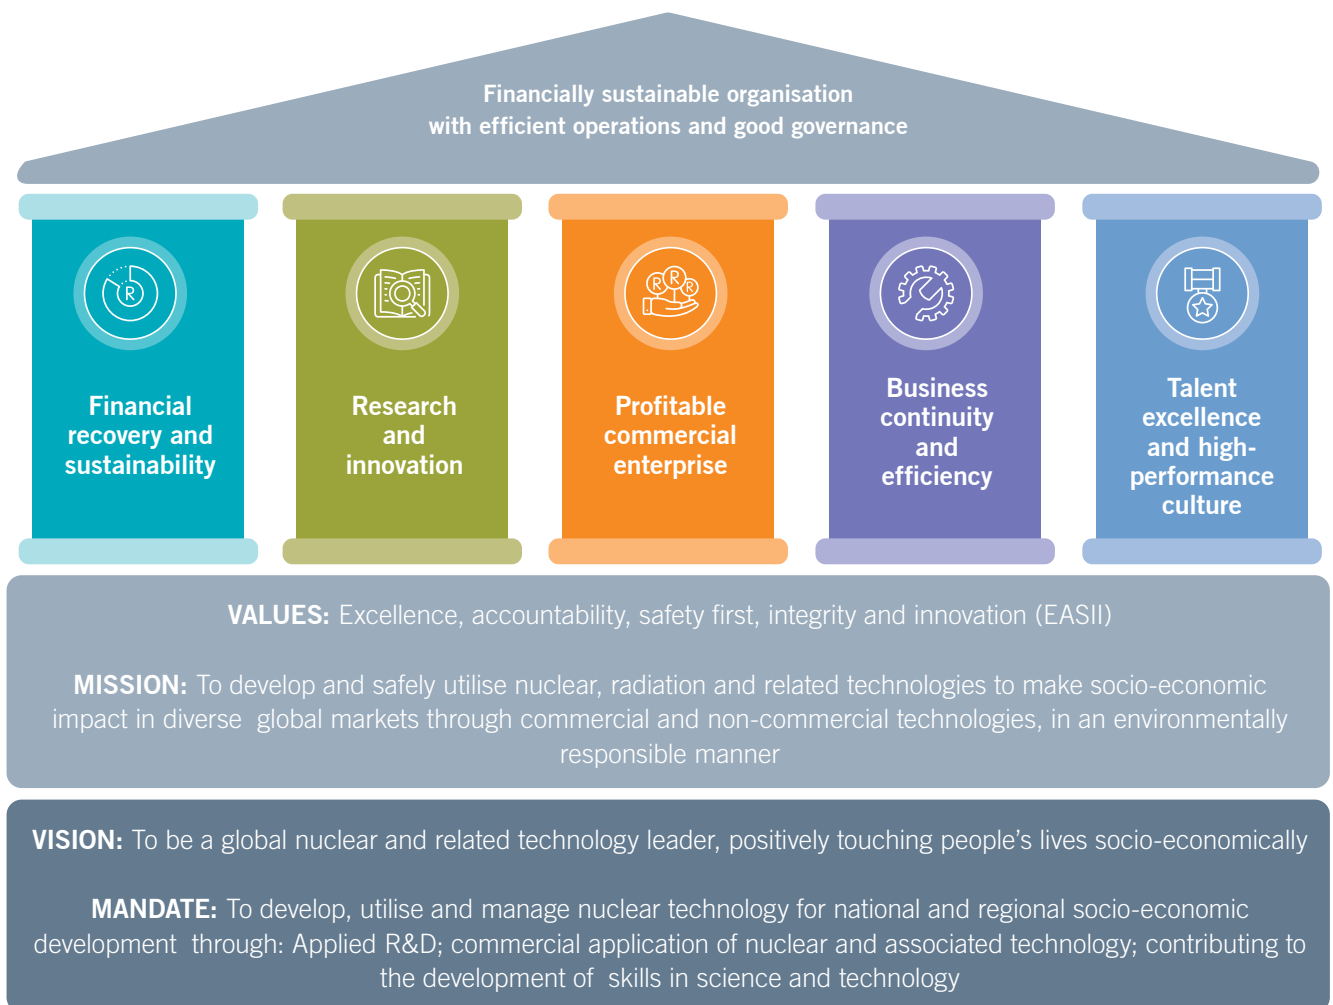 Financially sustainable organisation
with efficient operations and good governance
R
Financial
recovery and
sustainability
Research
and
innovation
R R R
Profitable
commercial
enterprise
Business
continuity
and
efficiency
Talent
excellence
and high-
performance
culture
VALUES: Excellence, accountability, safety first, integrity and innovation (EASII)
MISSION: To develop and safely utilise nuclear, radiation and related technologies to make socio-economic
impact in diverse global markets through commercial and non-commercial technologies, in an environmentally
responsible manner
VISION: To be a global nuclear and related technology leader, positively touching people’s lives socio-economically
MANDATE: To develop, utilise and manage nuclear technology for national and regional socio-economic
development through: Applied R&D; commercial application of nuclear and associated technology; contributing to
the development of skills in science and technology